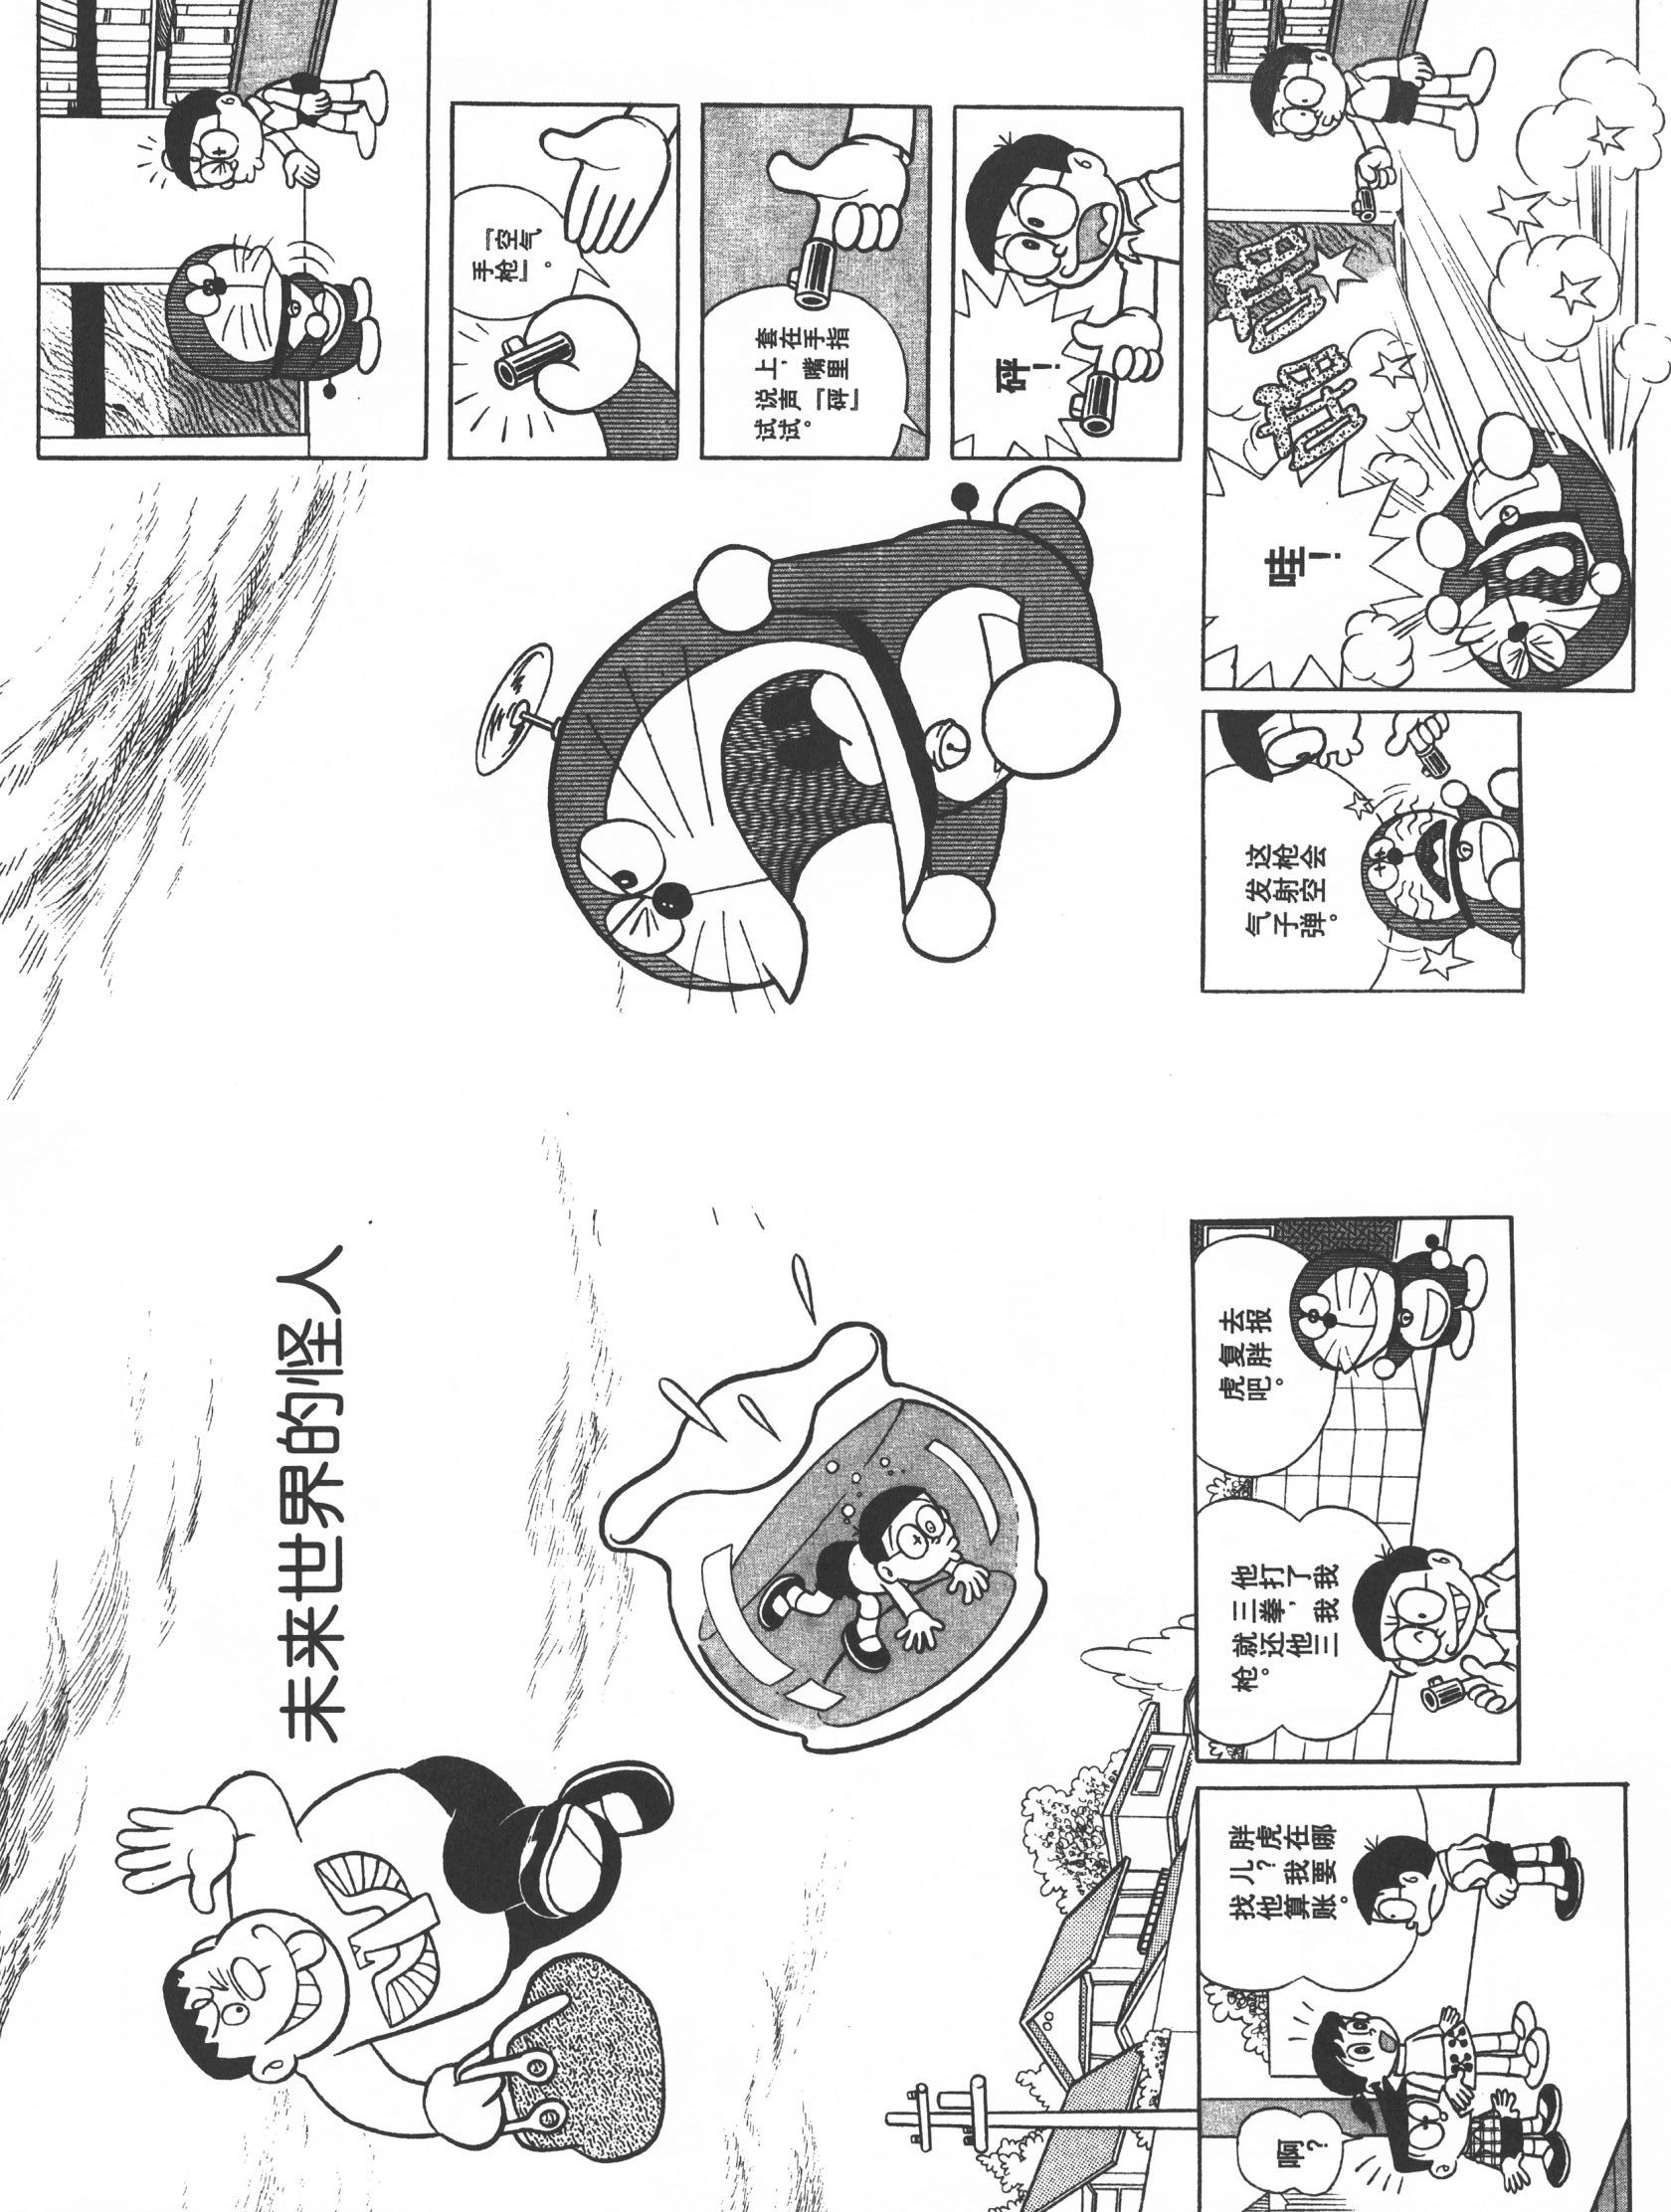 未来世界的怪人
『空气
手枪』。
套在手指
上，嘴里
说声『砰』
试试。
砰！
哇！
这枪会
发射空
气子弹。
去报
复胖
虎吧。
他打了我
三拳，我
就还他三
枪。
胖虎在哪
儿？我要
找他算账。
啊？